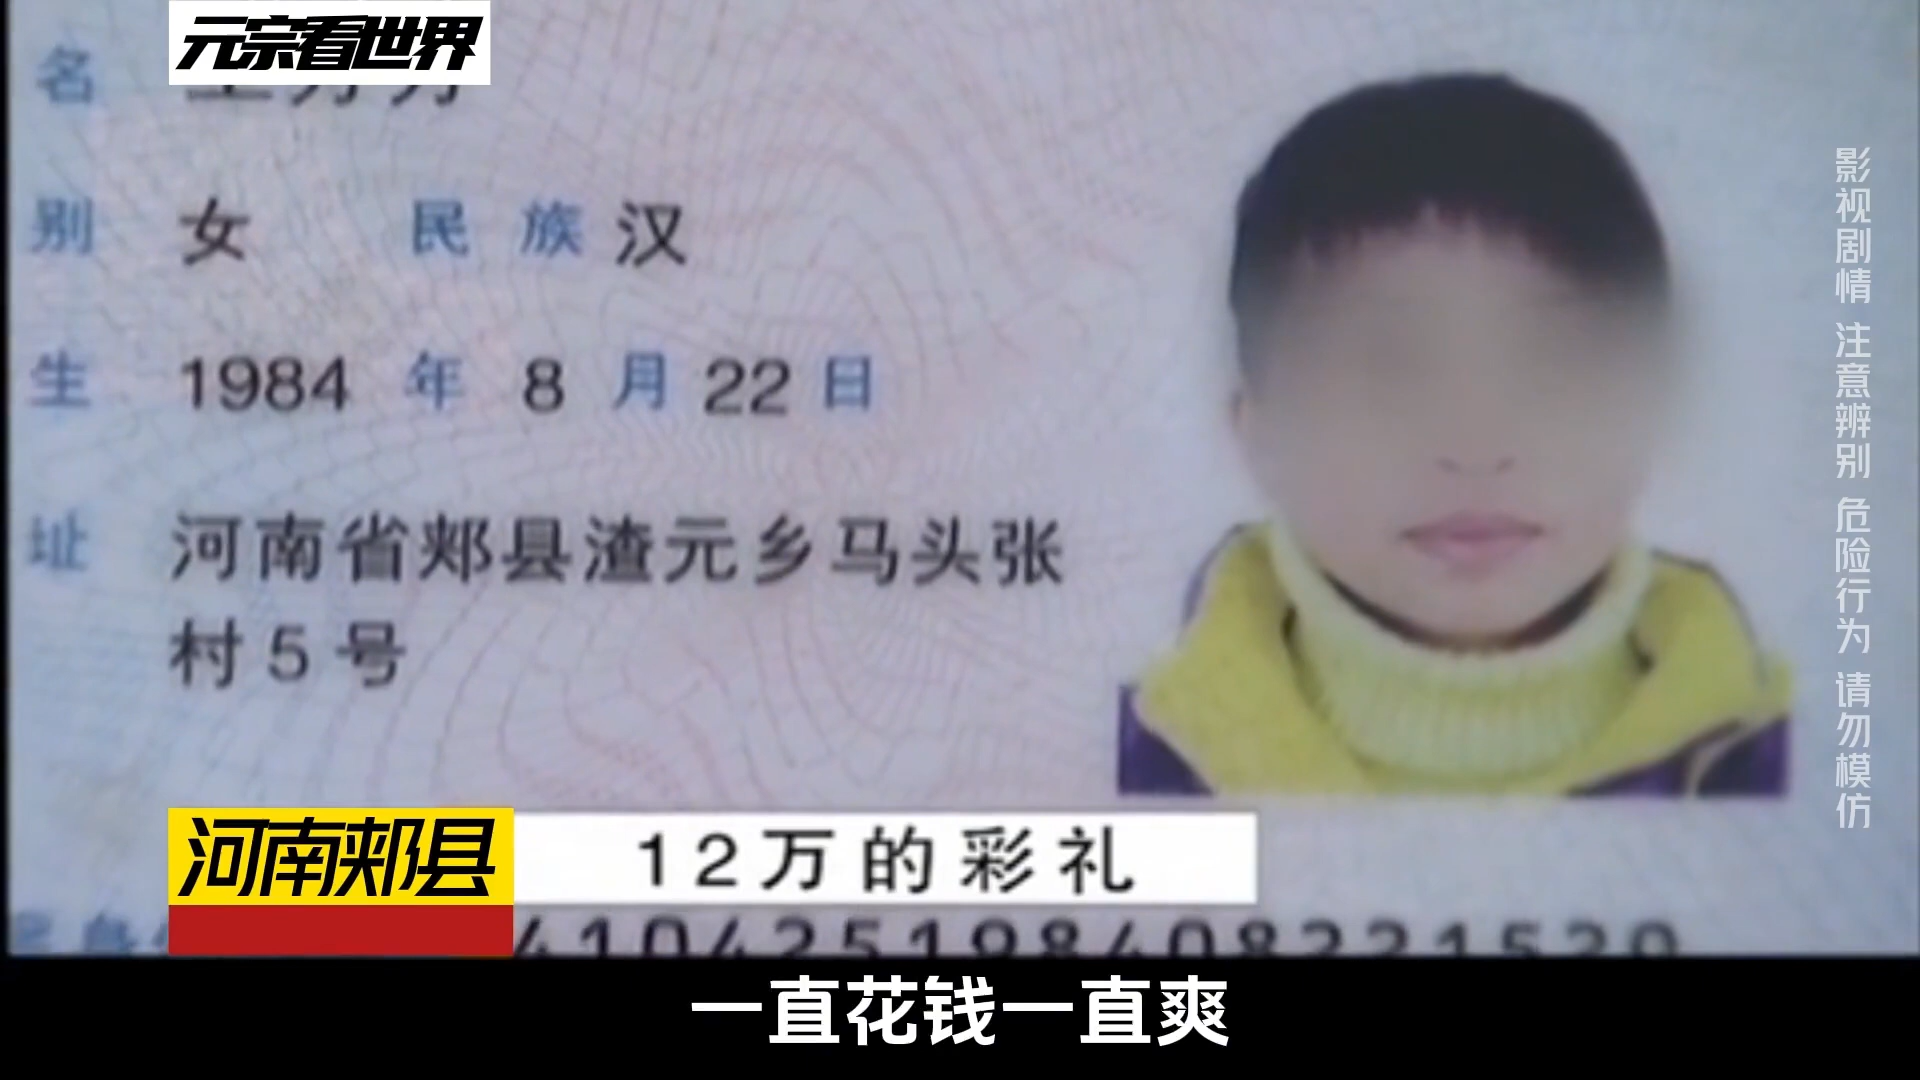 元宗看世界
名
别 女 民族 汉
生 1984 年 8 月 22 日
址 河南省郏县渣元乡马头张
村5号
河南郏县
12万的彩礼
一直花钱一直爽
影视剧情 注意辨别 危险行为 请勿模仿